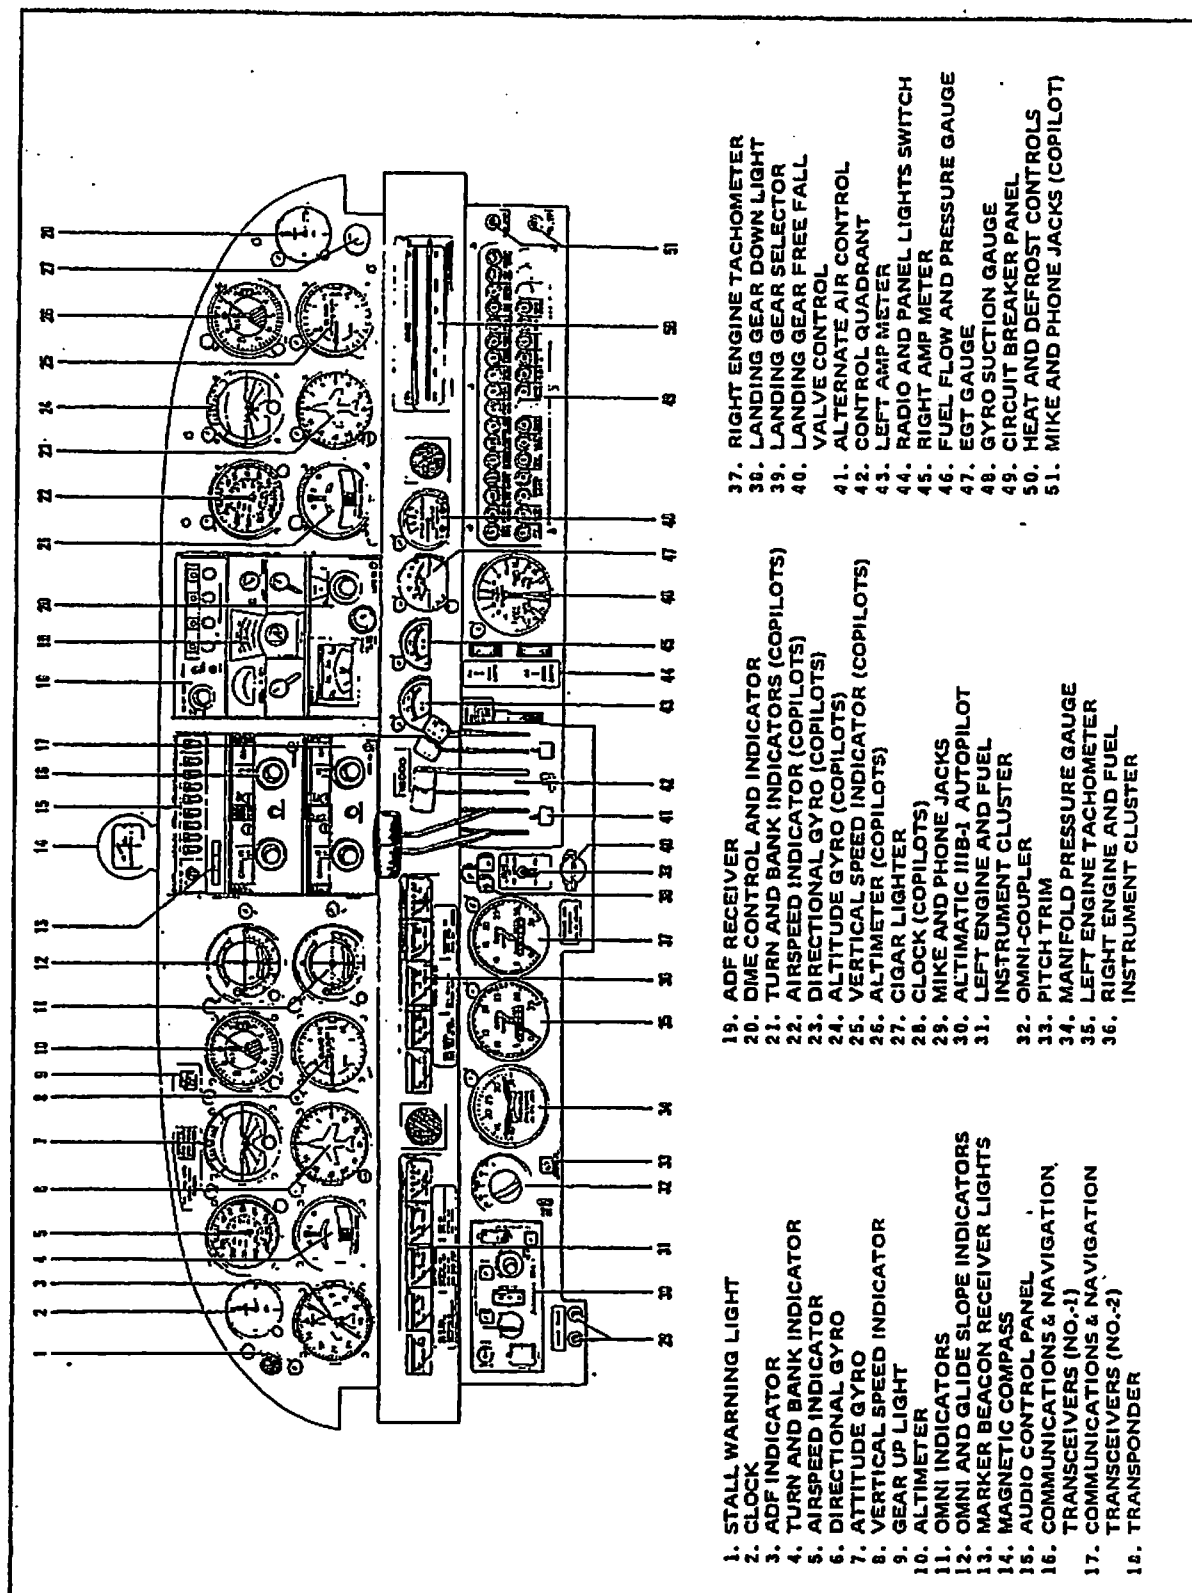 1. STALL WARNING LIGHT
2. CLOCK
3. ADF INDICATOR
4. TURN AND BANK INDICATOR
5. AIRSPEED INDICATOR
6. DIRECTIONAL GYRO
7. ATTITUDE GYRO
8. VERTICAL SPEED INDICATOR
9. GEAR UP LIGHT
10. ALTIMETER
11. OMNI INDICATORS
12. OMNI AND GLIDE SLOPE INDICATORS
13. MARKER BEACON RECEIVER LIGHTS
14. MAGNETIC COMPASS
15. AUDIO CONTROL PANEL
16. COMMUNICATIONS & NAVIGATION
TRANSCEIVERS (NO.-1)
17. COMMUNICATIONS & NAVIGATION
TRANSCEIVERS (NO.-2)
18. TRANSPONDER
19. ADF RECEIVER
20. DME CONTROL AND INDICATOR
21. TURN AND BANK INDICATORS (COPILOTS)
22. AIRSPEED INDICATOR (COPILOTS)
23. DIRECTIONAL GYRO (COPILOTS)
24. ALTITUDE GYRO (COPILOTS)
25. VERTICAL SPEED INDICATOR (COPILOTS)
26. ALTIMETER (COPILOTS)
27. CIGAR LIGHTER
28. CLOCK (COPILOTS)
29. MIKE AND PHONE JACKS
30. ALTIMATIC IIIB-1 AUTOPILOT
31. LEFT ENGINE AND FUEL
INSTRUMENT CLUSTER
32. OMNI-COUPLER
33. PITCH TRIM
34. MANIFOLD PRESSURE GAUGE
35. LEFT ENGINE TACHOMETER
36. RIGHT ENGINE AND FUEL
INSTRUMENT CLUSTER
37. RIGHT ENGINE TACHOMETER
38. LANDING GEAR DOWN LIGHT
39. LANDING GEAR SELECTOR
40. LANDING GEAR FREE FALL
VALVE CONTROL
41. ALTERNATE AIR CONTROL
42. CONTROL QUADRANT
43. LEFT AMP METER
44. RADIO AND PANEL LIGHTS SWITCH
45. RIGHT AMP METER
46. FUEL FLOW AND PRESSURE GAUGE
47. EGT GAUGE
48. GYRO SUCTION GAUGE
49. CIRCUIT BREAKER PANEL
50. HEAT AND DEFROST CONTROLS
51. MIKE AND PHONE JACKS (COPILOT)